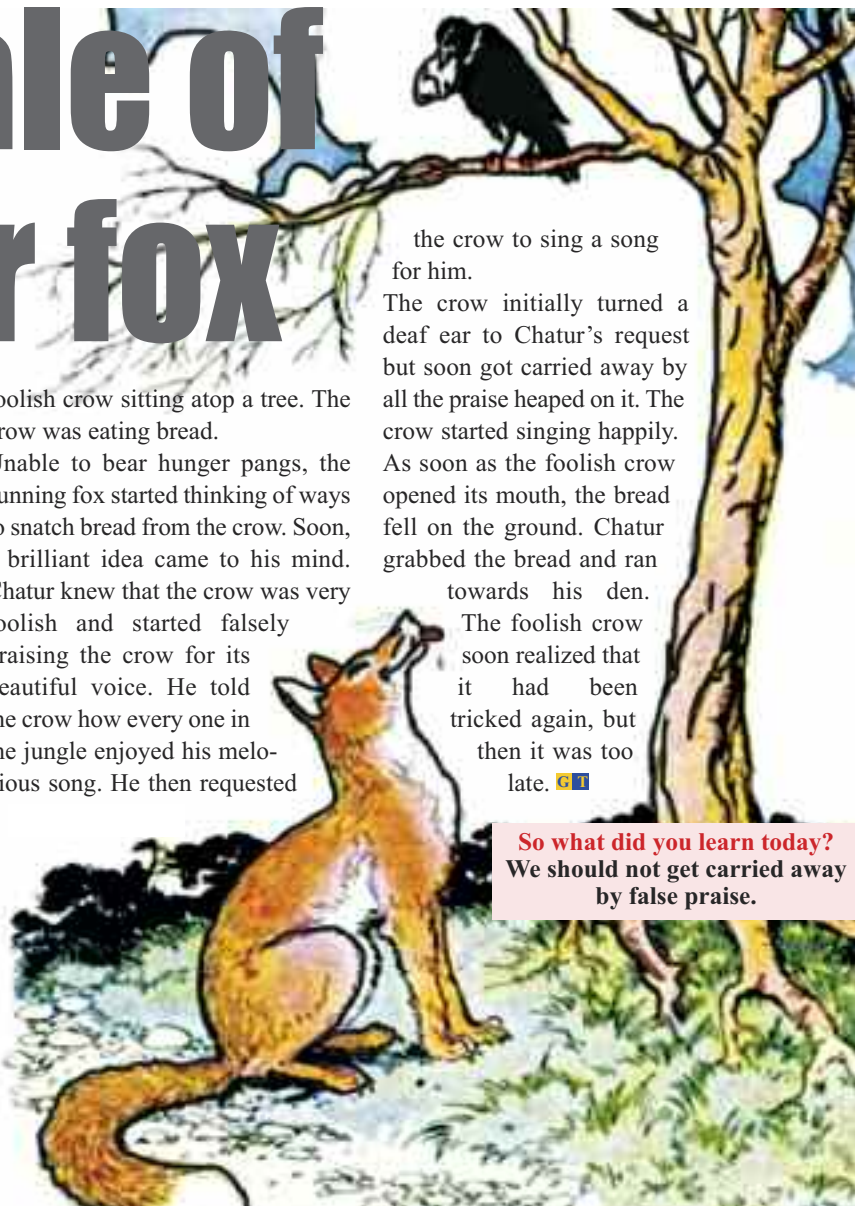 ale of
r fox
oolish crow sitting atop a tree. The
row was eating bread.
Unable to bear hunger pangs, the
unning fox started thinking of ways
o snatch bread from the crow. Soon,
brilliant idea came to his mind.
Chatur knew that the crow was very
oolish and started falsely
raising the crow for its
eautiful voice. He told
he crow how every one in
he jungle enjoyed his melo-
ious song. He then requested
the crow to sing a song
for him.
The crow initially turned a
deaf ear to Chatur's request
but soon got carried away by
all the praise heaped on it. The
crow started singing happily.
As soon as the foolish crow
opened its mouth, the bread
fell on the ground. Chatur
grabbed the bread and ran
towards his den.
The foolish crow
soon realized that
it had been
tricked again, but
then it was too
late. G T
So what did you learn today?
We should not get carried away
by false praise.